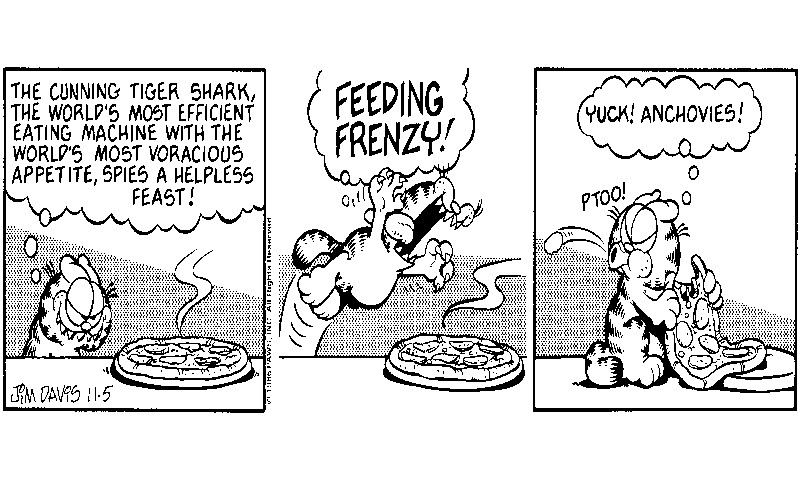 THE CUNNING TIGER SHARK,
THE WORLD'S MOST EFFICIENT
EATING MACHINE WITH THE
WORLD'S MOST VORACIOUS
APPETITE, SPIES A HELPLESS
FEAST!
JIM DAVIS 11-5
FEEDING
FRENZY!
YUCK! ANCHOVIES!
PTOO!